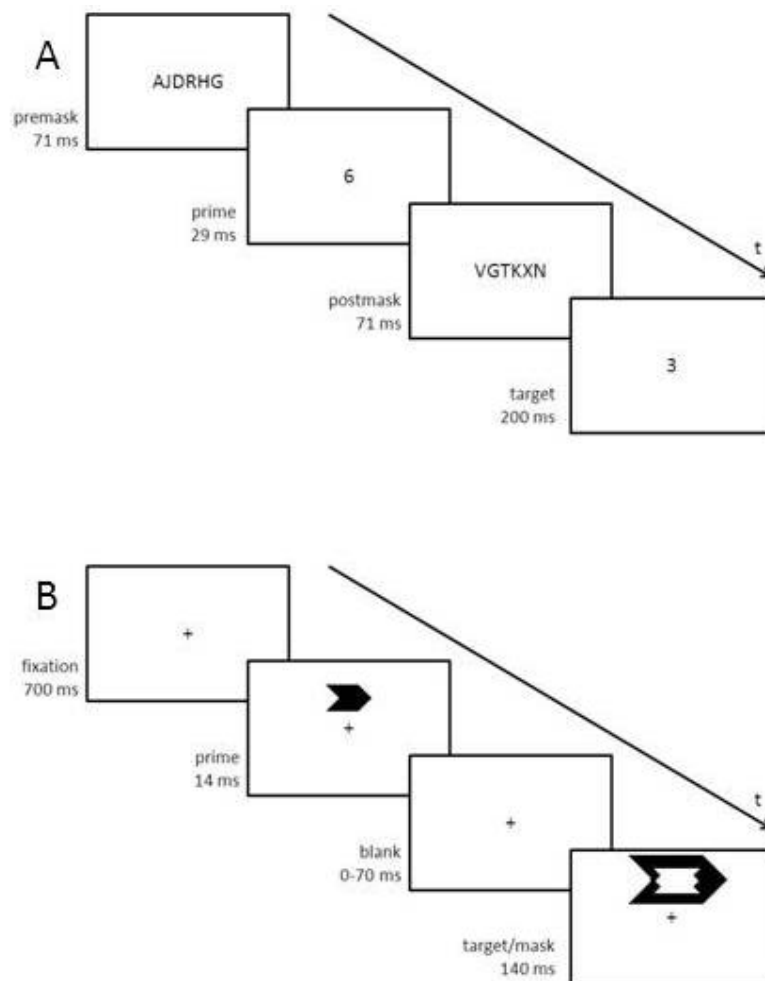 A
AJDRHG
premask
71 ms
6
prime
29 ms
VGTKXN
postmask
71 ms
t
3
target
200 ms
B
+
fixation
700 ms
+
prime
14 ms
+
blank
0-70 ms
t
+
target/mask
140 ms